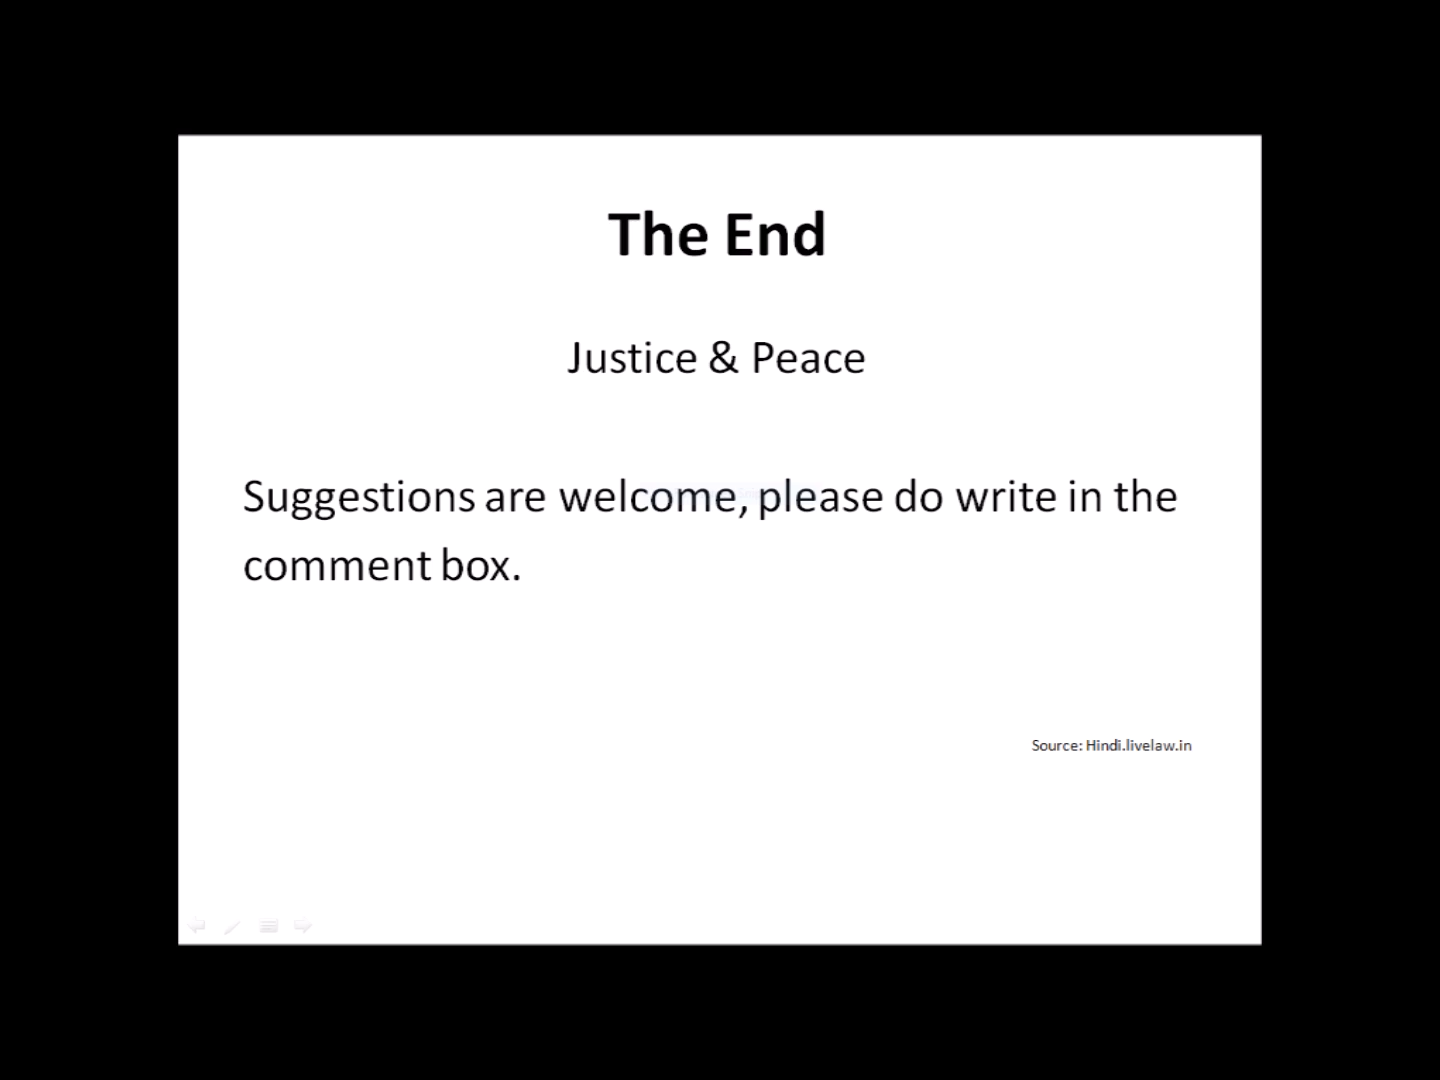 The End
Justice & Peace
Suggestions are welcome, please do write in the
comment box.
Source: Hindi.livelaw.in